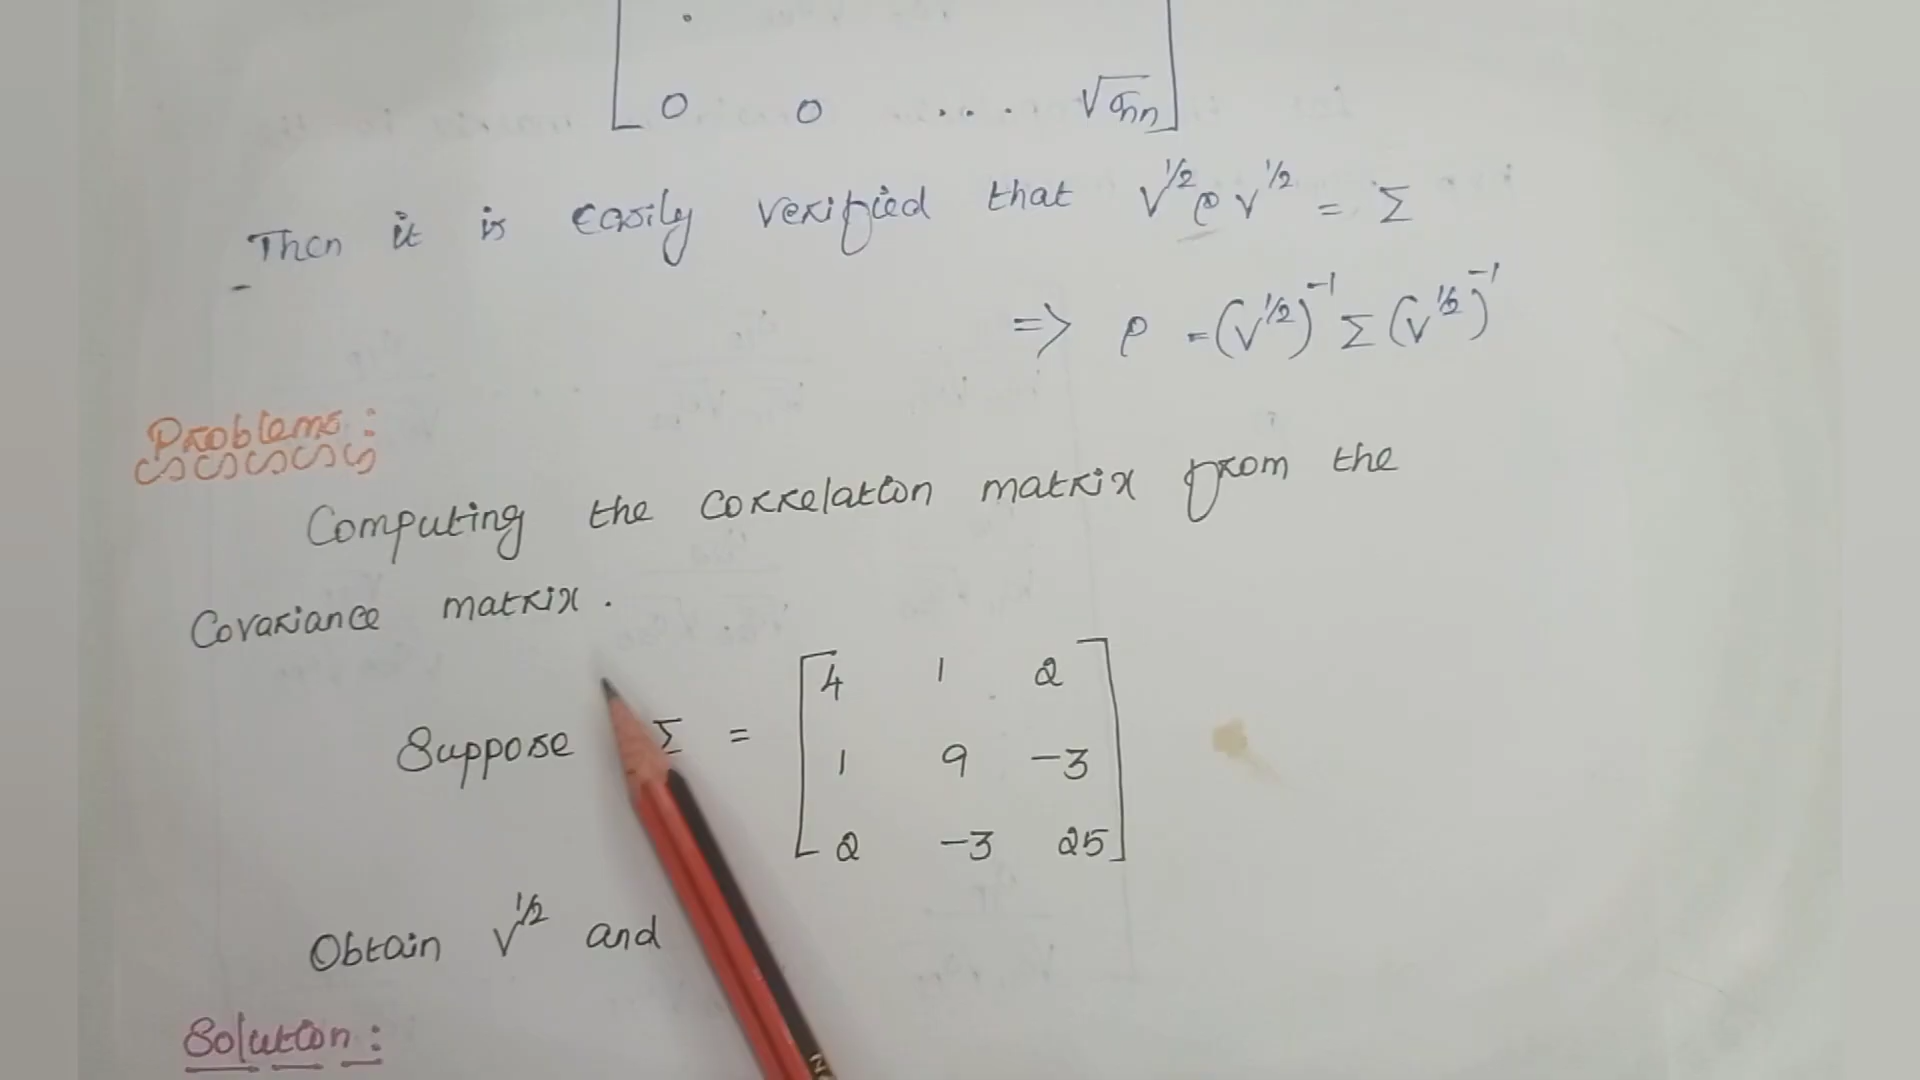 0 0 ... √σnn
Then it is easily verified that V^1/2 ρ V^1/2 = Σ
=> ρ = (V^1/2)^-1 Σ (V^1/2)^-1
Problems:
Computing the correlation matrix from the
Covariance matrix.
4 1 2
Suppose Σ = 1 9 -3
2 -3 25
Obtain V^1/2 and
Solution: